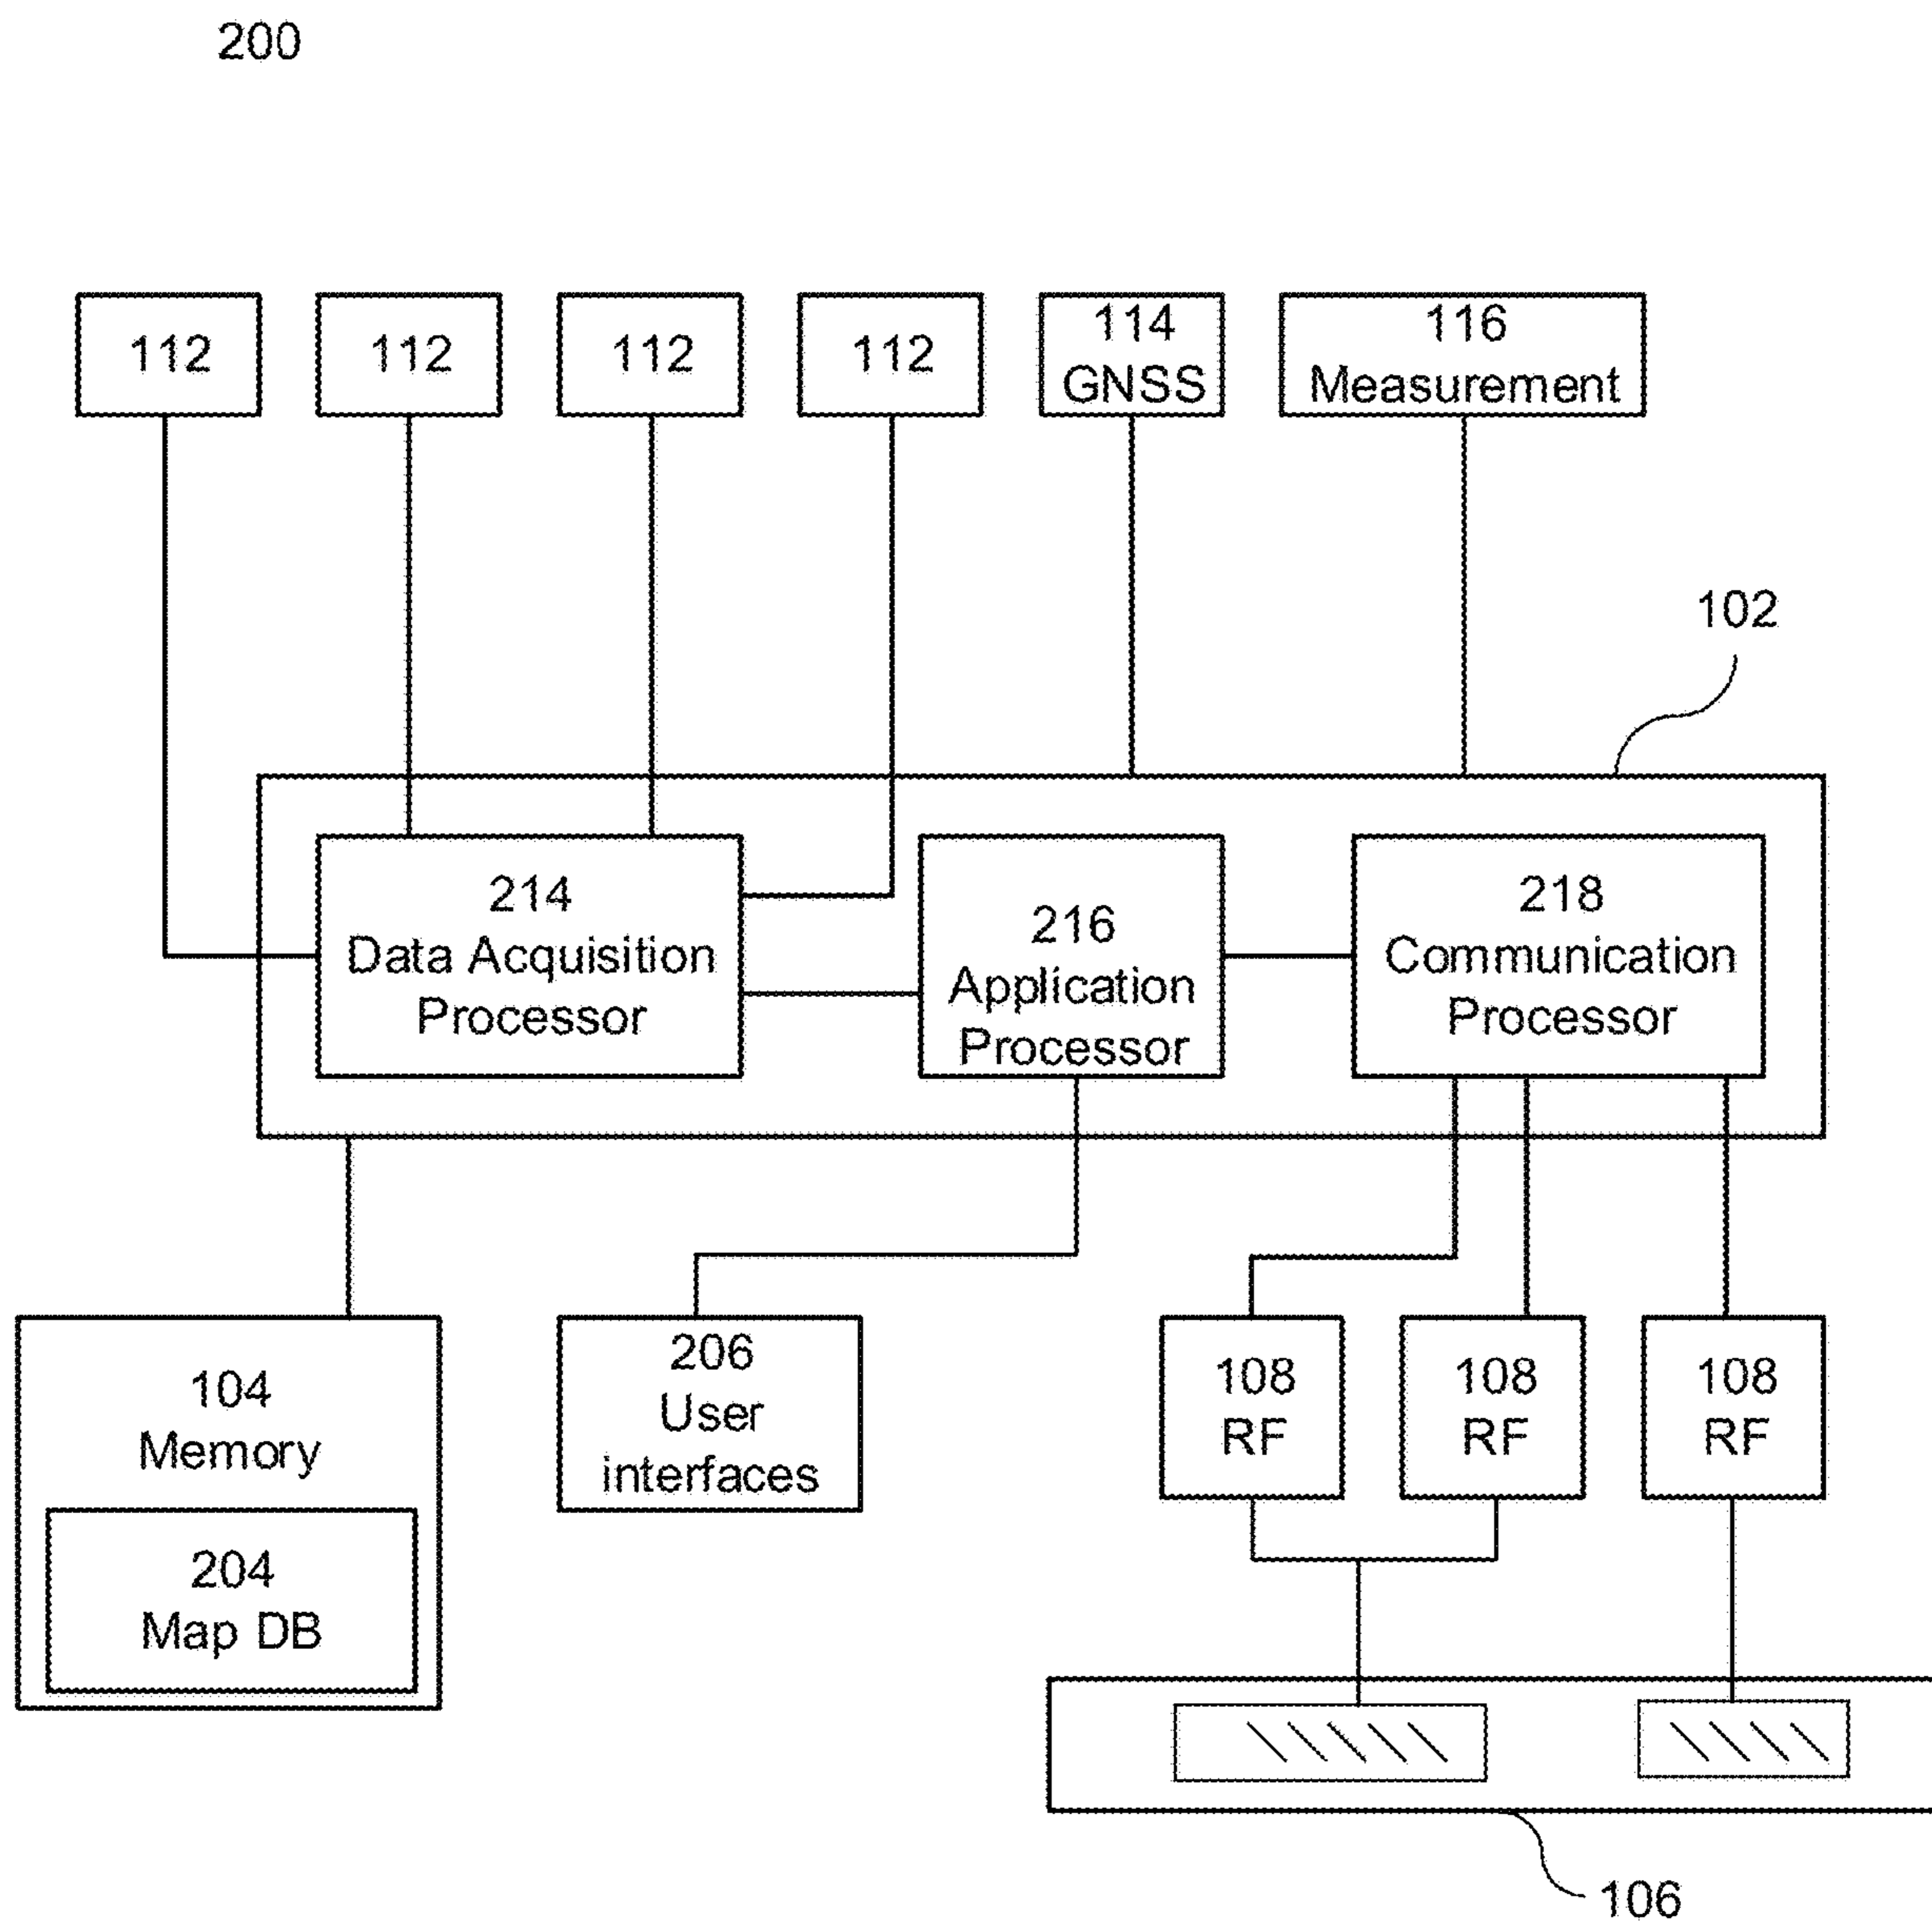 200
112
112
112
112
114
GNSS
116
Measurement
102
214
Data Acquisition
Processor
216
Application
Processor
218
Communication
Processor
104
Memory
204
Map DB
206
User
interfaces
108
RF
108
RF
108
RF
106